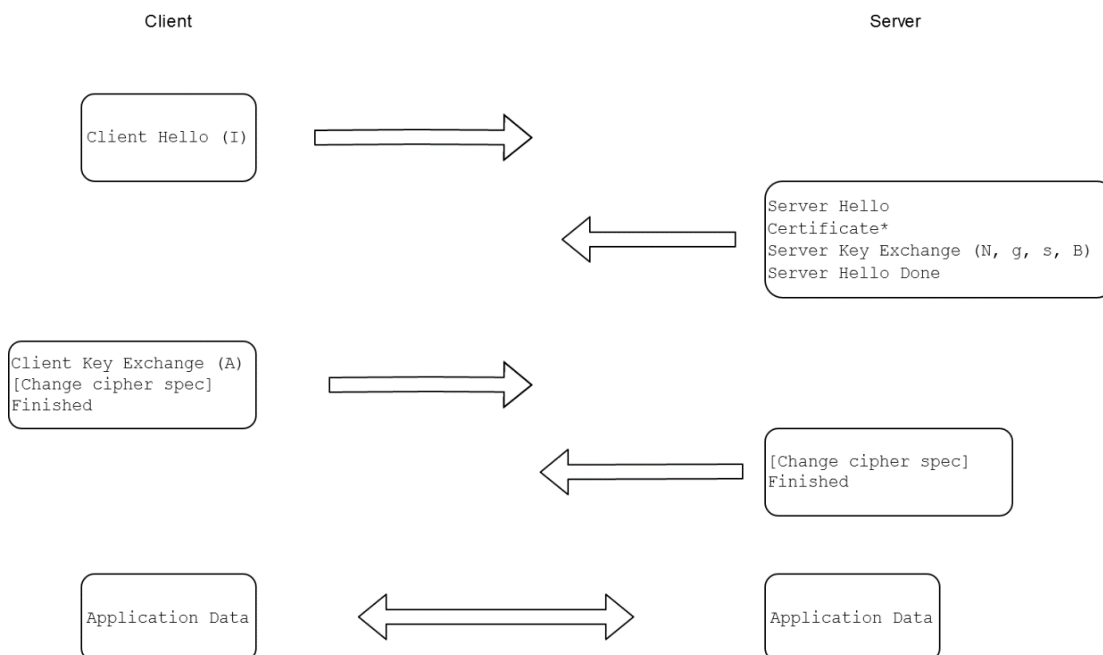 Client
Server
Client Hello (I)
Server Hello
Certificate*
Server Key Exchange (N, g, s, B)
Server Hello Done
Client Key Exchange (A)
[Change cipher spec]
Finished
[Change cipher spec]
Finished
Application Data
Application Data